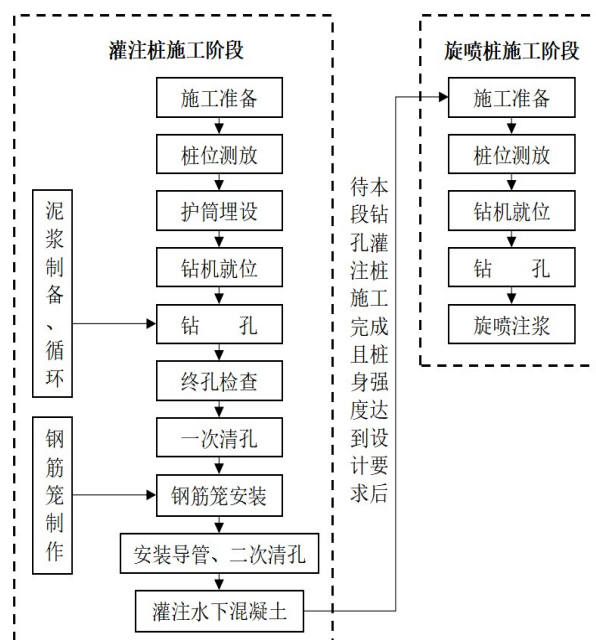 灌注桩施工阶段
施工准备
桩位测放
护筒埋设
钻机就位
钻　　孔
终孔检查
一次清孔
钢筋笼安装
安装导管、二次清孔
灌注水下混凝土
泥浆制备、循环
钢筋笼制作
待本段钻孔灌注桩施工完成且桩身强度达到设计要求后
旋喷桩施工阶段
施工准备
桩位测放
钻机就位
钻　　孔
旋喷注浆